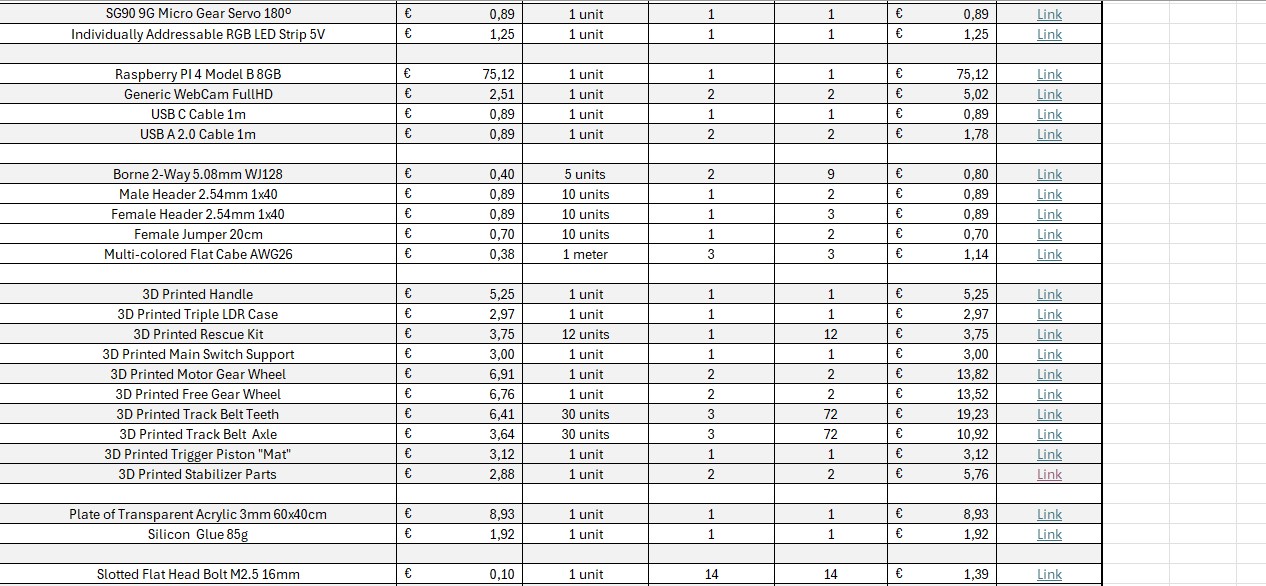 SG90 9G Micro Gear Servo 180º € 0,89 1 unit 1 1 € 0,89 Link
Individually Addressable RGB LED Strip 5V € 1,25 1 unit 1 1 € 1,25 Link
Raspberry PI 4 Model B 8GB € 75,12 1 unit 1 1 € 75,12 Link
Generic WebCam FullHD € 2,51 1 unit 2 2 € 5,02 Link
USB C Cable 1m € 0,89 1 unit 1 1 € 0,89 Link
USB A 2.0 Cable 1m € 0,89 1 unit 2 2 € 1,78 Link
Borne 2-Way 5.08mm WJ128 € 0,40 5 units 2 9 € 0,80 Link
Male Header 2.54mm 1x40 € 0,89 10 units 1 2 € 0,89 Link
Female Header 2.54mm 1x40 € 0,89 10 units 1 3 € 0,89 Link
Female Jumper 20cm € 0,70 10 units 1 2 € 0,70 Link
Multi-colored Flat Cabe AWG26 € 0,38 1 meter 3 3 € 1,14 Link
3D Printed Handle € 5,25 1 unit 1 1 € 5,25 Link
3D Printed Triple LDR Case € 2,97 1 unit 1 1 € 2,97 Link
3D Printed Rescue Kit € 3,75 12 units 1 12 € 3,75 Link
3D Printed Main Switch Support € 3,00 1 unit 1 1 € 3,00 Link
3D Printed Motor Gear Wheel € 6,91 1 unit 2 2 € 13,82 Link
3D Printed Free Gear Wheel € 6,76 1 unit 2 2 € 13,52 Link
3D Printed Track Belt Teeth € 6,41 30 units 3 72 € 19,23 Link
3D Printed Track Belt Axle € 3,64 30 units 3 72 € 10,92 Link
3D Printed Trigger Piston "Mat" € 3,12 1 unit 1 1 € 3,12 Link
3D Printed Stabilizer Parts € 2,88 1 unit 2 2 € 5,76 Link
Plate of Transparent Acrylic 3mm 60x40cm € 8,93 1 unit 1 1 € 8,93 Link
Silicon Glue 85g € 1,92 1 unit 1 1 € 1,92 Link
Slotted Flat Head Bolt M2.5 16mm € 0,10 1 unit 14 14 € 1,39 Link